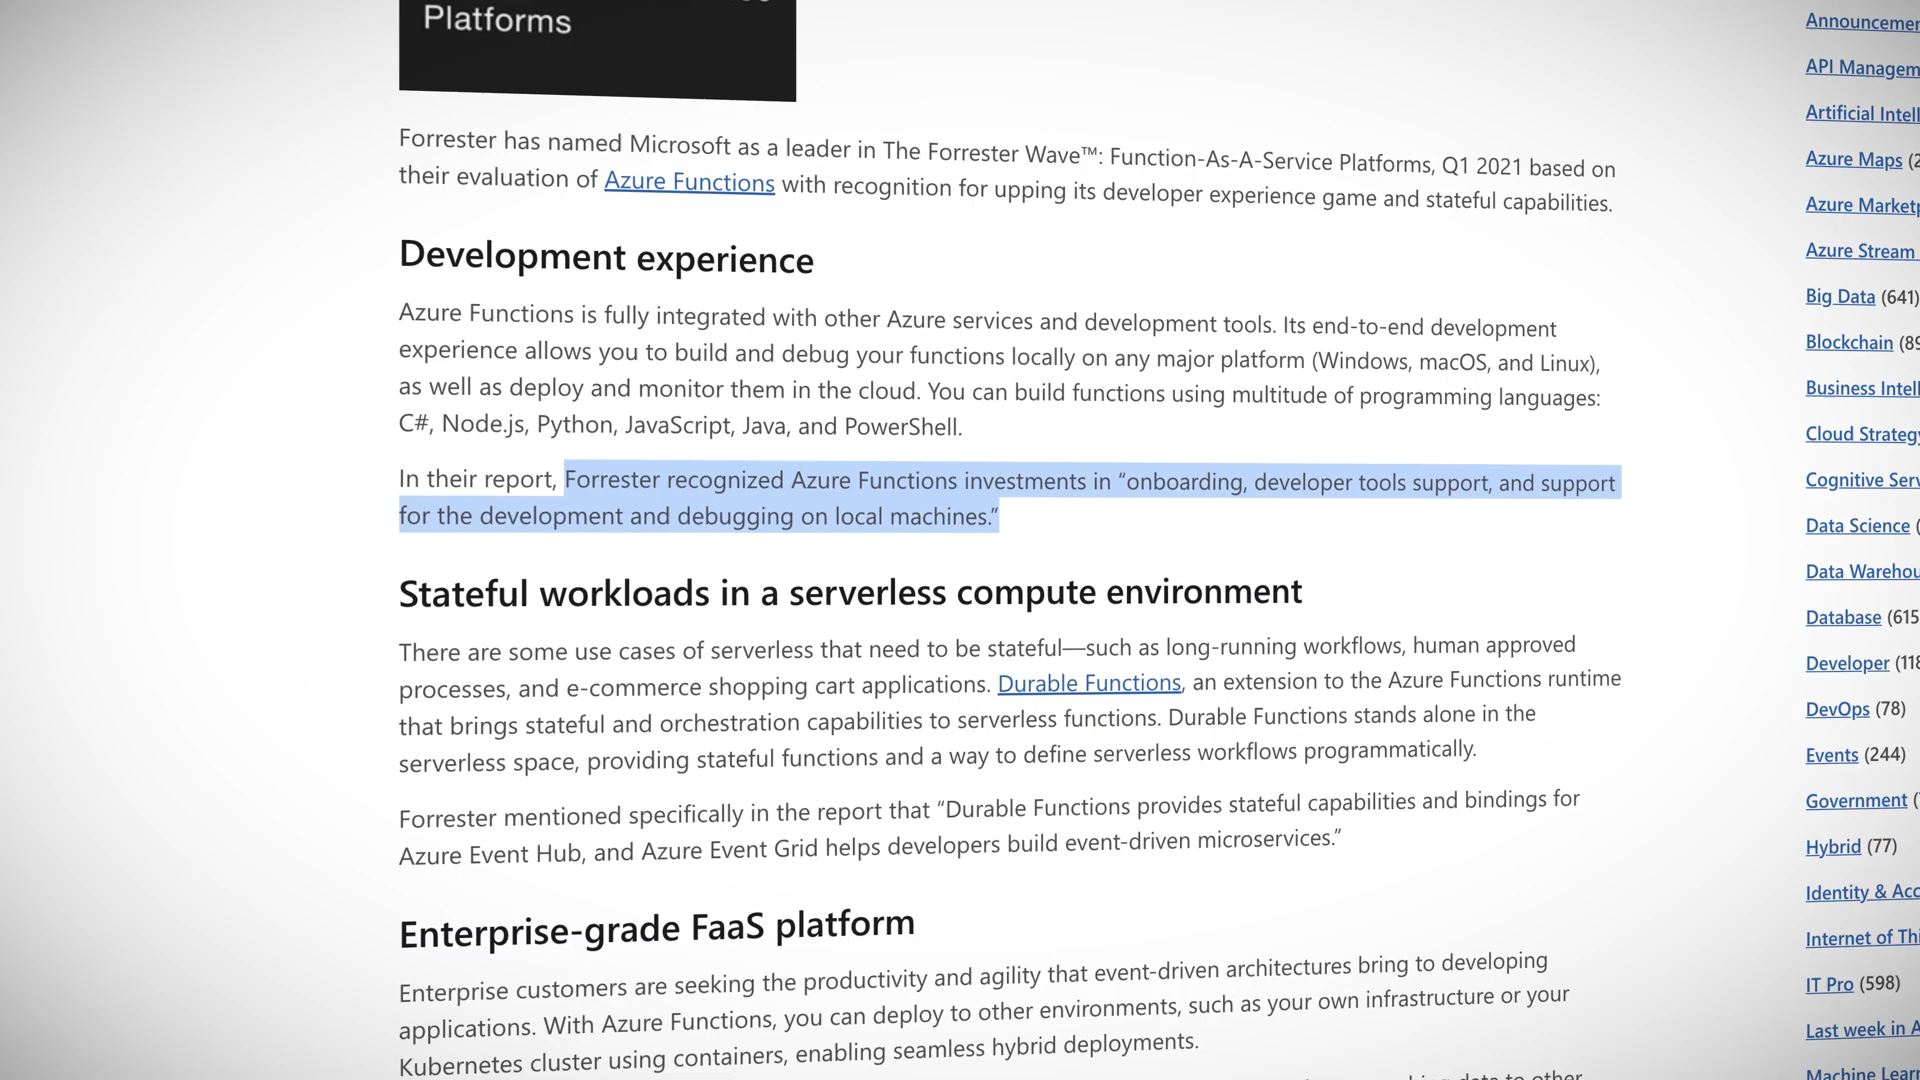 Platforms
Forrester has named Microsoft as a leader in The Forrester Wave™: Function-As-A-Service Platforms, Q1 2021 based on
their evaluation of Azure Functions with recognition for upping its developer experience game and stateful capabilities.
Development experience
Azure Functions is fully integrated with other Azure services and development tools. Its end-to-end development
experience allows you to build and debug your functions locally on any major platform (Windows, macOS, and Linux),
as well as deploy and monitor them in the cloud. You can build functions using multitude of programming languages:
C#, Node.js, Python, JavaScript, Java, and PowerShell.
In their report, Forrester recognized Azure Functions investments in “onboarding, developer tools support, and support
for the development and debugging on local machines.”
Stateful workloads in a serverless compute environment
There are some use cases of serverless that need to be stateful—such as long-running workflows, human approved
processes, and e-commerce shopping cart applications. Durable Functions, an extension to the Azure Functions runtime
that brings stateful and orchestration capabilities to serverless functions. Durable Functions stands alone in the
serverless space, providing stateful functions and a way to define serverless workflows programmatically.
Forrester mentioned specifically in the report that “Durable Functions provides stateful capabilities and bindings for
Azure Event Hub, and Azure Event Grid helps developers build event-driven microservices.”
Enterprise-grade FaaS platform
Enterprise customers are seeking the productivity and agility that event-driven architectures bring to developing
applications. With Azure Functions, you can deploy to other environments, such as your own infrastructure or your
Kubernetes cluster using containers, enabling seamless hybrid deployments.
to other
Announcemen
API Managem
Artificial Intell
Azure Maps (2
Azure Marketp
Azure Stream
Big Data (641)
Blockchain (89
Business Intell
Cloud Strategy
Cognitive Serv
Data Science (
Data Warehou
Database (615
Developer (118
DevOps (78)
Events (244)
Government (
Hybrid (77)
Identity & Acc
Internet of Thi
IT Pro (598)
Last week in A
Machine Learn